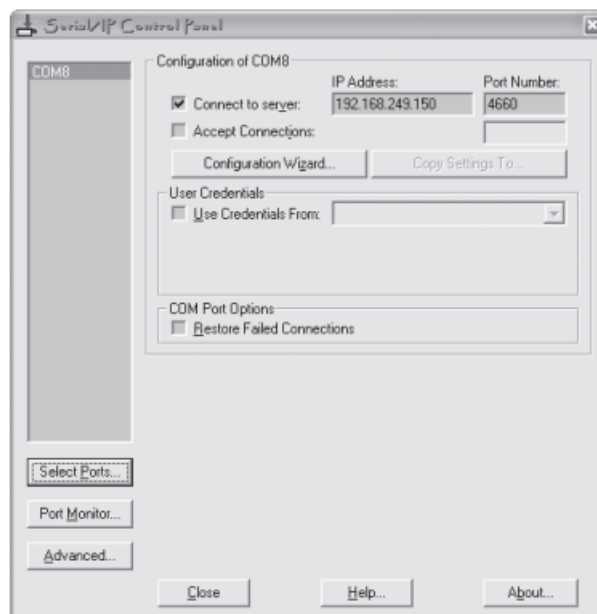 Serial/IP Control Panel
COM8
Configuration of COM8
IP Address: Port Number:
Connect to server: 192.168.249.150 4660
Accept Connections:
Configuration Wizard... Copy Settings To...
User Credentials
Use Credentials From:
COM Port Options
Restore Failed Connections
Select Ports...
Port Monitor...
Advanced...
Close Help... About...